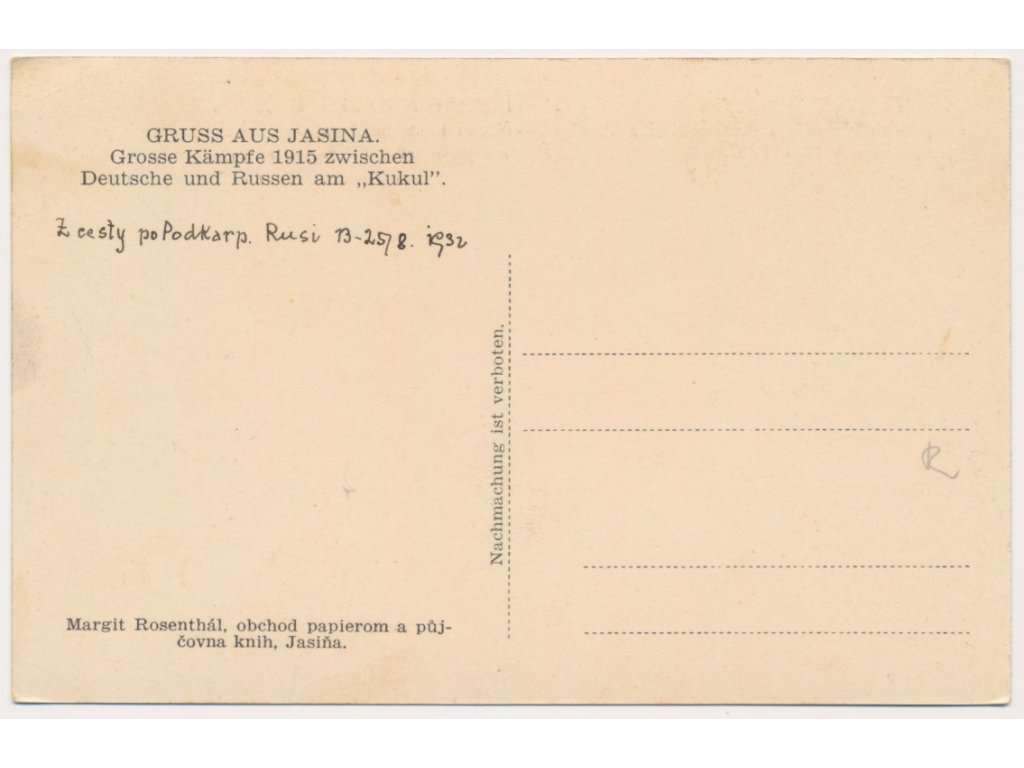 GRUSS AUS JASINA.
Grosse Kämpfe 1915 zwischen
Deutsche und Russen am „Kukul".
Z cesty po Podkarp. Rusi 13-25/8. 1932
Nachmachung ist verboten.
R
Margit Rosenthál, obchod papierom a půj-
čovna knih, Jasiňa.